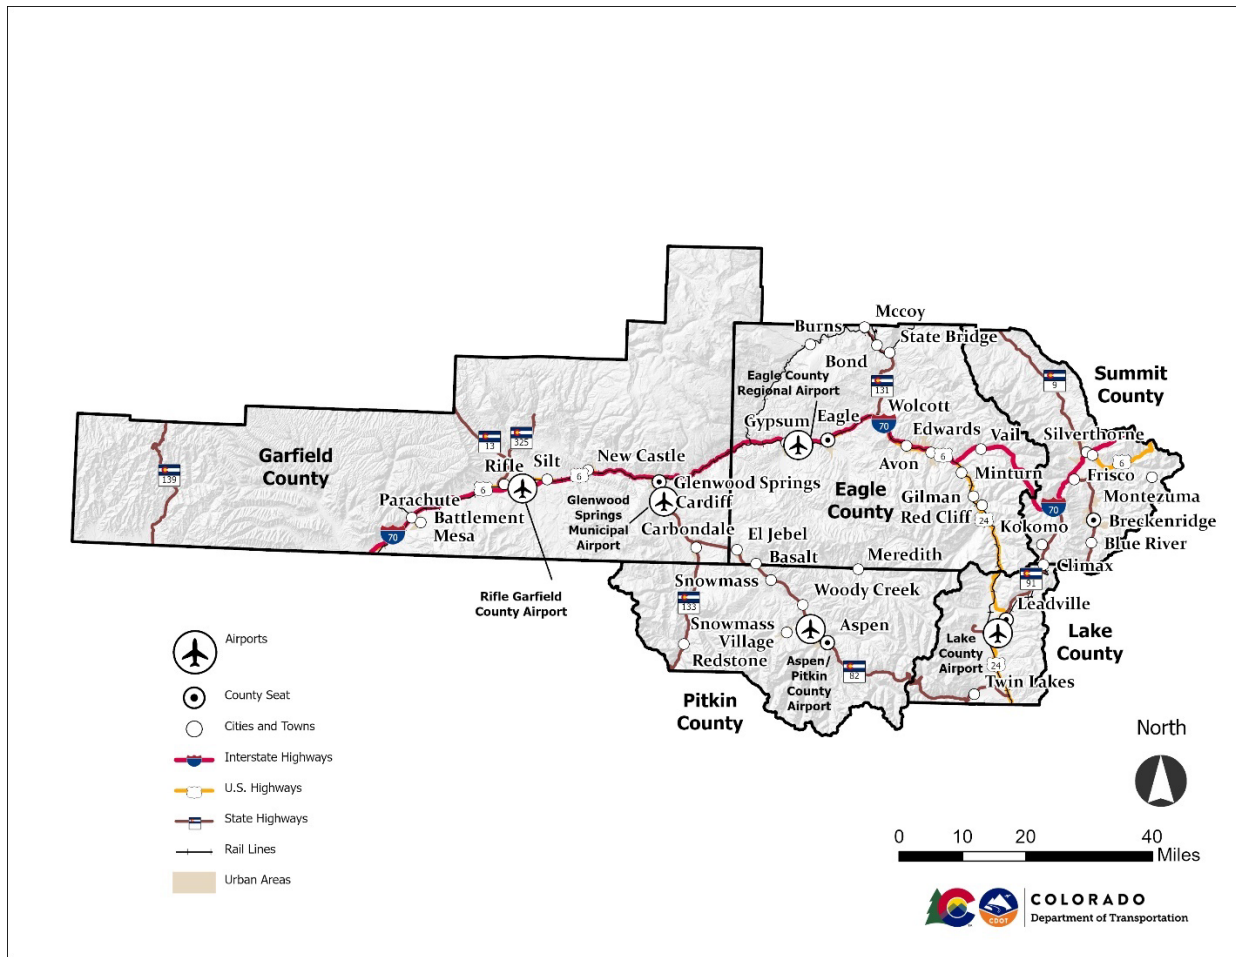 Mccoy
Burns
State Bridge
Bond
Eagle County
Regional Airport
131
9
Summit
County
Wolcott
Gypsum
Eagle
70
Edwards
Vail
Silverthorne
13
325
Garfield
County
139
Rifle
Silt
New Castle
6
6
Avon
6
Minturn
6
Frisco
Montezuma
Glenwood Springs
Cardiff
Eagle
County
Gilman
Red Cliff
24
70
Kokomo
Breckenridge
Blue River
Parachute
Battlement
Mesa
70
Glenwood
Springs
Municipal
Airport
Carbondale
El Jebel
Basalt
Meredith
Climax
91
Rifle Garfield
County Airport
Snowmass
133
Woody Creek
Leadville
Snowmass
Village
Redstone
Aspen
Aspen/
Pitkin
County
Airport
82
Lake
County
Airport
24
Lake
County
Twin Lakes
Pitkin
County
Airports
County Seat
Cities and Towns
Interstate Highways
U.S. Highways
State Highways
Rail Lines
Urban Areas
North
0 10 20 40
Miles
CDOT
COLORADO
Department of Transportation